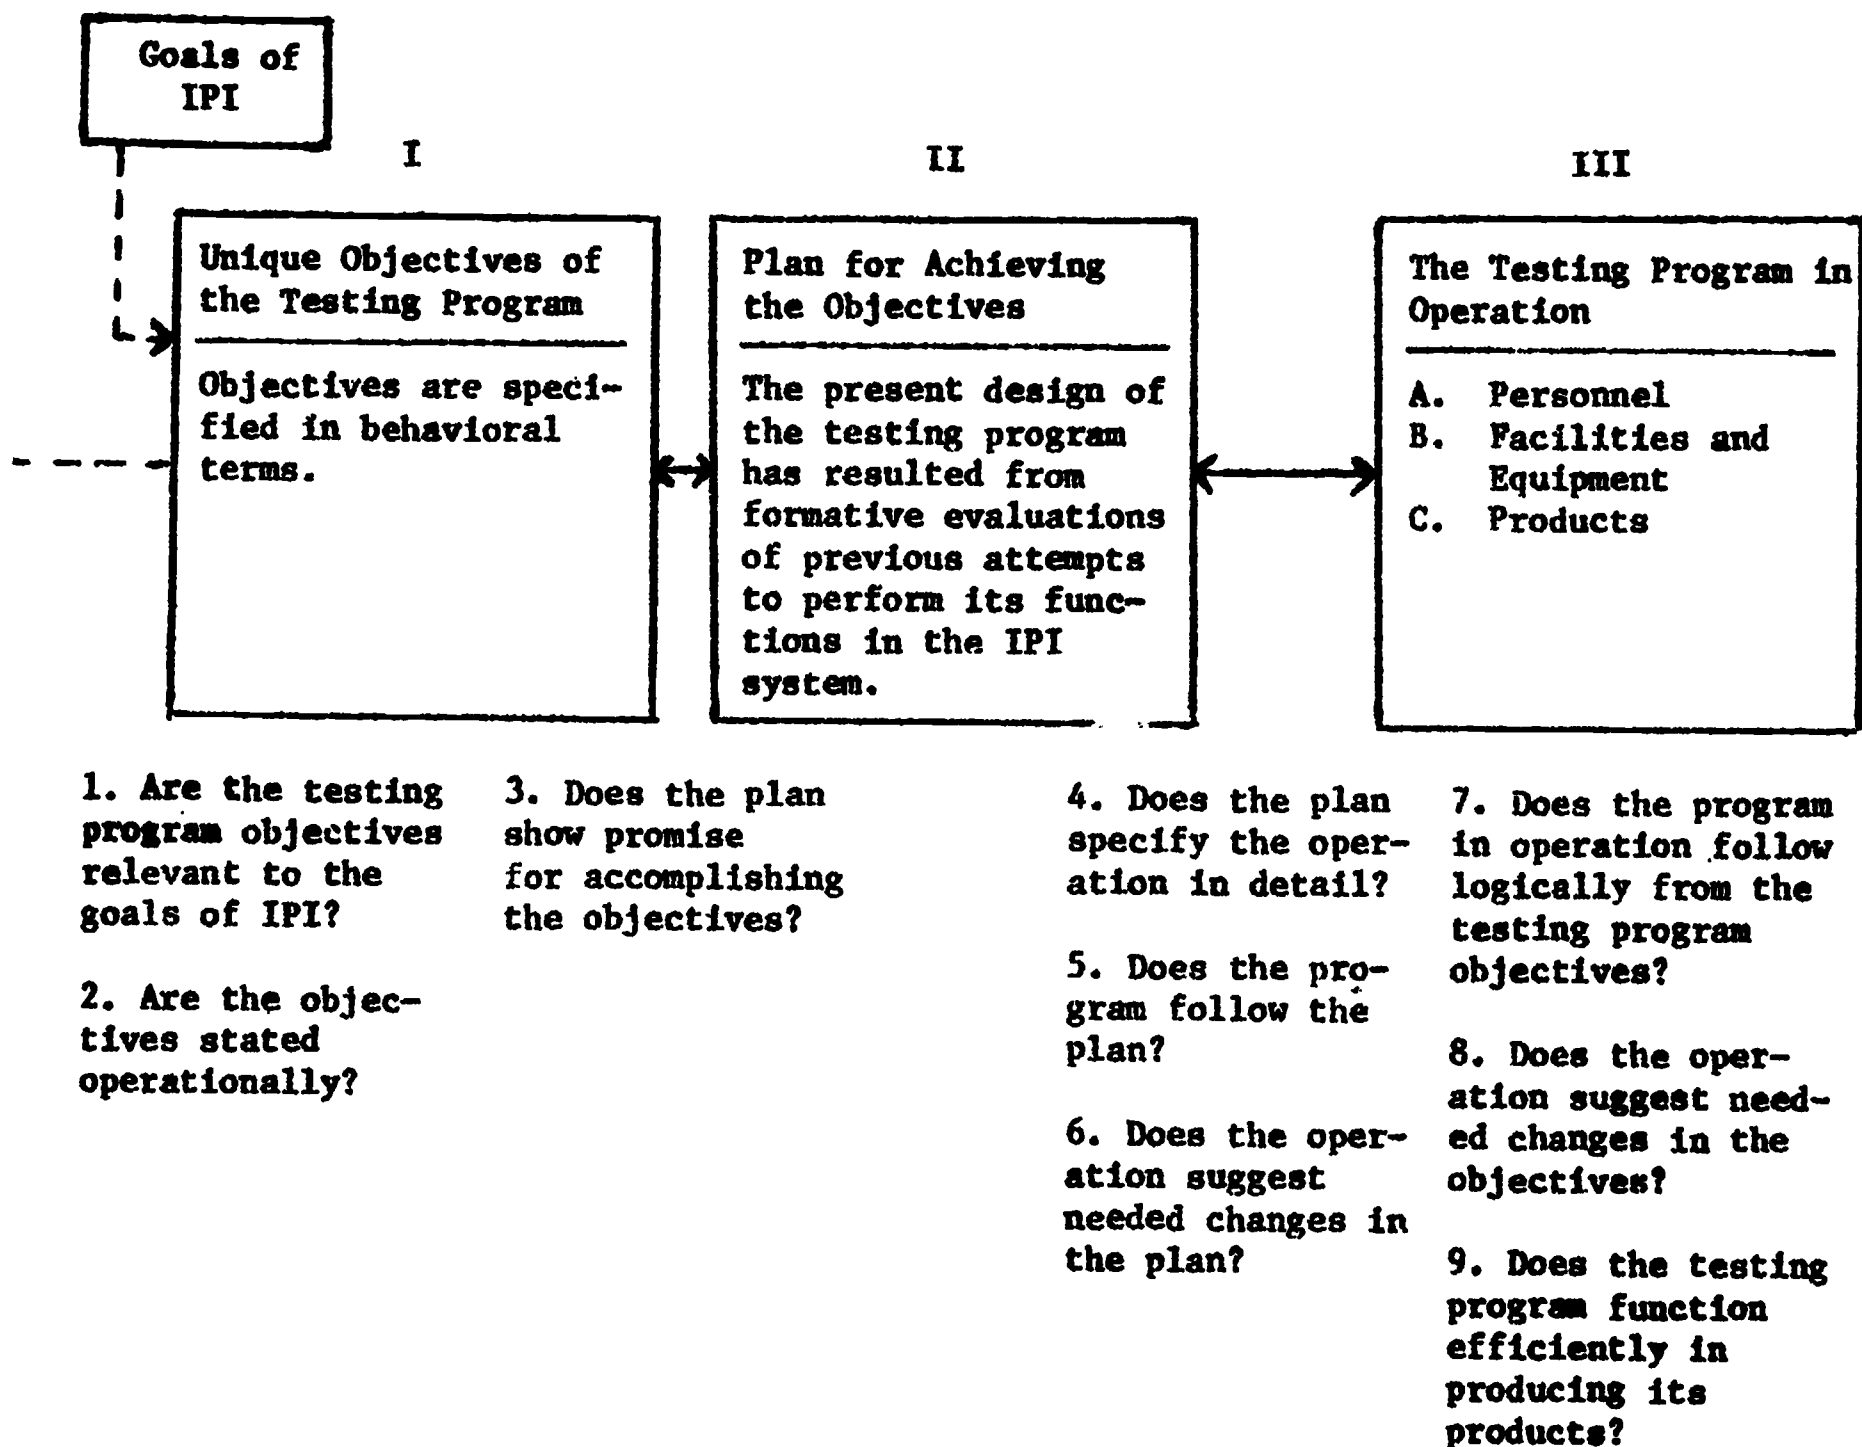 Goals of
IPI
I
II
III
Unique Objectives of
the Testing Program
Objectives are speci-
fied in behavioral
terms.
Plan for Achieving
the Objectives
The present design of
the testing program
has resulted from
formative evaluations
of previous attempts
to perform its func-
tions in the IPI
system.
The Testing Program in
Operation
A. Personnel
B. Facilities and
Equipment
C. Products
1. Are the testing
program objectives
relevant to the
goals of IPI?
2. Are the objec-
tives stated
operationally?
3. Does the plan
show promise
for accomplishing
the objectives?
4. Does the plan
specify the oper-
ation in detail?
5. Does the pro-
gram follow the
plan?
6. Does the oper-
ation suggest
needed changes in
the plan?
7. Does the program
in operation follow
logically from the
testing program
objectives?
8. Does the oper-
ation suggest need-
ed changes in the
objectives?
9. Does the testing
program function
efficiently in
producing its
products?